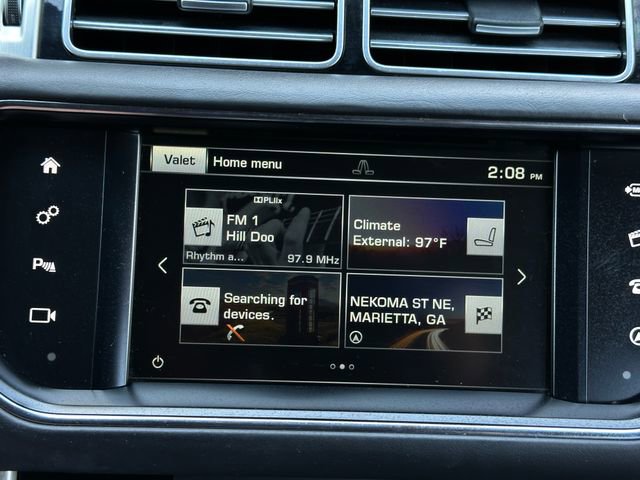 Valet Home menu 2:08 PM
PLIIx
FM 1
Hill Doo
Rhythm a... 97.9 MHz
Climate
External: 97°F
Searching for
devices.
NEKOMA ST NE,
MARIETTA, GA
P